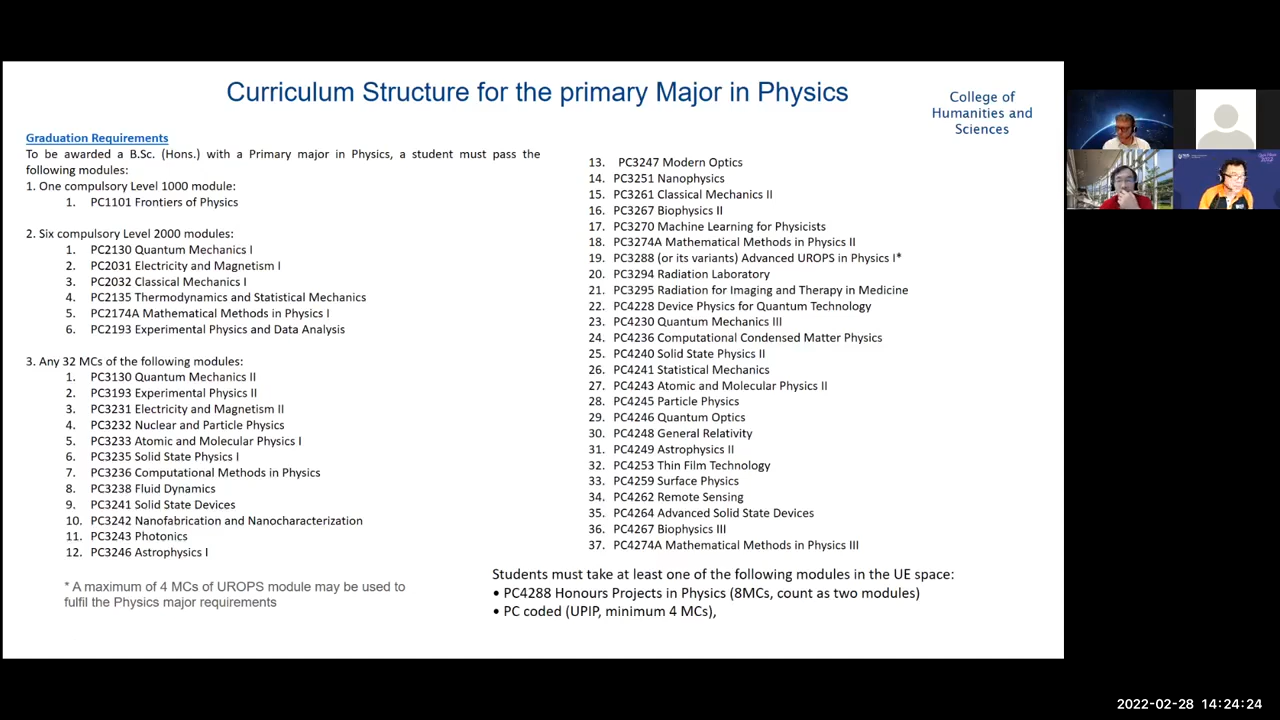 Curriculum Structure for the primary Major in Physics
College of
Humanities and
Sciences
Graduation Requirements
To be awarded a B.Sc. (Hons.) with a Primary major in Physics, a student must pass the
following modules:
1. One compulsory Level 1000 module:
1. PC1101 Frontiers of Physics
2. Six compulsory Level 2000 modules:
1. PC2130 Quantum Mechanics I
2. PC2031 Electricity and Magnetism I
3. PC2032 Classical Mechanics I
4. PC2135 Thermodynamics and Statistical Mechanics
5. PC2174A Mathematical Methods in Physics I
6. PC2193 Experimental Physics and Data Analysis
3. Any 32 MCs of the following modules:
1. PC3130 Quantum Mechanics II
2. PC3193 Experimental Physics II
3. PC3231 Electricity and Magnetism II
4. PC3232 Nuclear and Particle Physics
5. PC3233 Atomic and Molecular Physics I
6. PC3235 Solid State Physics I
7. PC3236 Computational Methods in Physics
8. PC3238 Fluid Dynamics
9. PC3241 Solid State Devices
10. PC3242 Nanofabrication and Nanocharacterization
11. PC3243 Photonics
12. PC3246 Astrophysics I
* A maximum of 4 MCs of UROPS module may be used to
fulfil the Physics major requirements
13. PC3247 Modern Optics
14. PC3251 Nanophysics
15. PC3261 Classical Mechanics II
16. PC3267 Biophysics II
17. PC3270 Machine Learning for Physicists
18. PC3274A Mathematical Methods in Physics II
19. PC3288 (or its variants) Advanced UROPS in Physics I*
20. PC3294 Radiation Laboratory
21. PC3295 Radiation for Imaging and Therapy in Medicine
22. PC4228 Device Physics for Quantum Technology
23. PC4230 Quantum Mechanics III
24. PC4236 Computational Condensed Matter Physics
25. PC4240 Solid State Physics II
26. PC4241 Statistical Mechanics
27. PC4243 Atomic and Molecular Physics II
28. PC4245 Particle Physics
29. PC4246 Quantum Optics
30. PC4248 General Relativity
31. PC4249 Astrophysics II
32. PC4253 Thin Film Technology
33. PC4259 Surface Physics
34. PC4262 Remote Sensing
35. PC4264 Advanced Solid State Devices
36. PC4267 Biophysics III
37. PC4274A Mathematical Methods in Physics III
Students must take at least one of the following modules in the UE space:
• PC4288 Honours Projects in Physics (8MCs, count as two modules)
• PC coded (UPIP, minimum 4 MCs),
2022-02-28 14:24:24